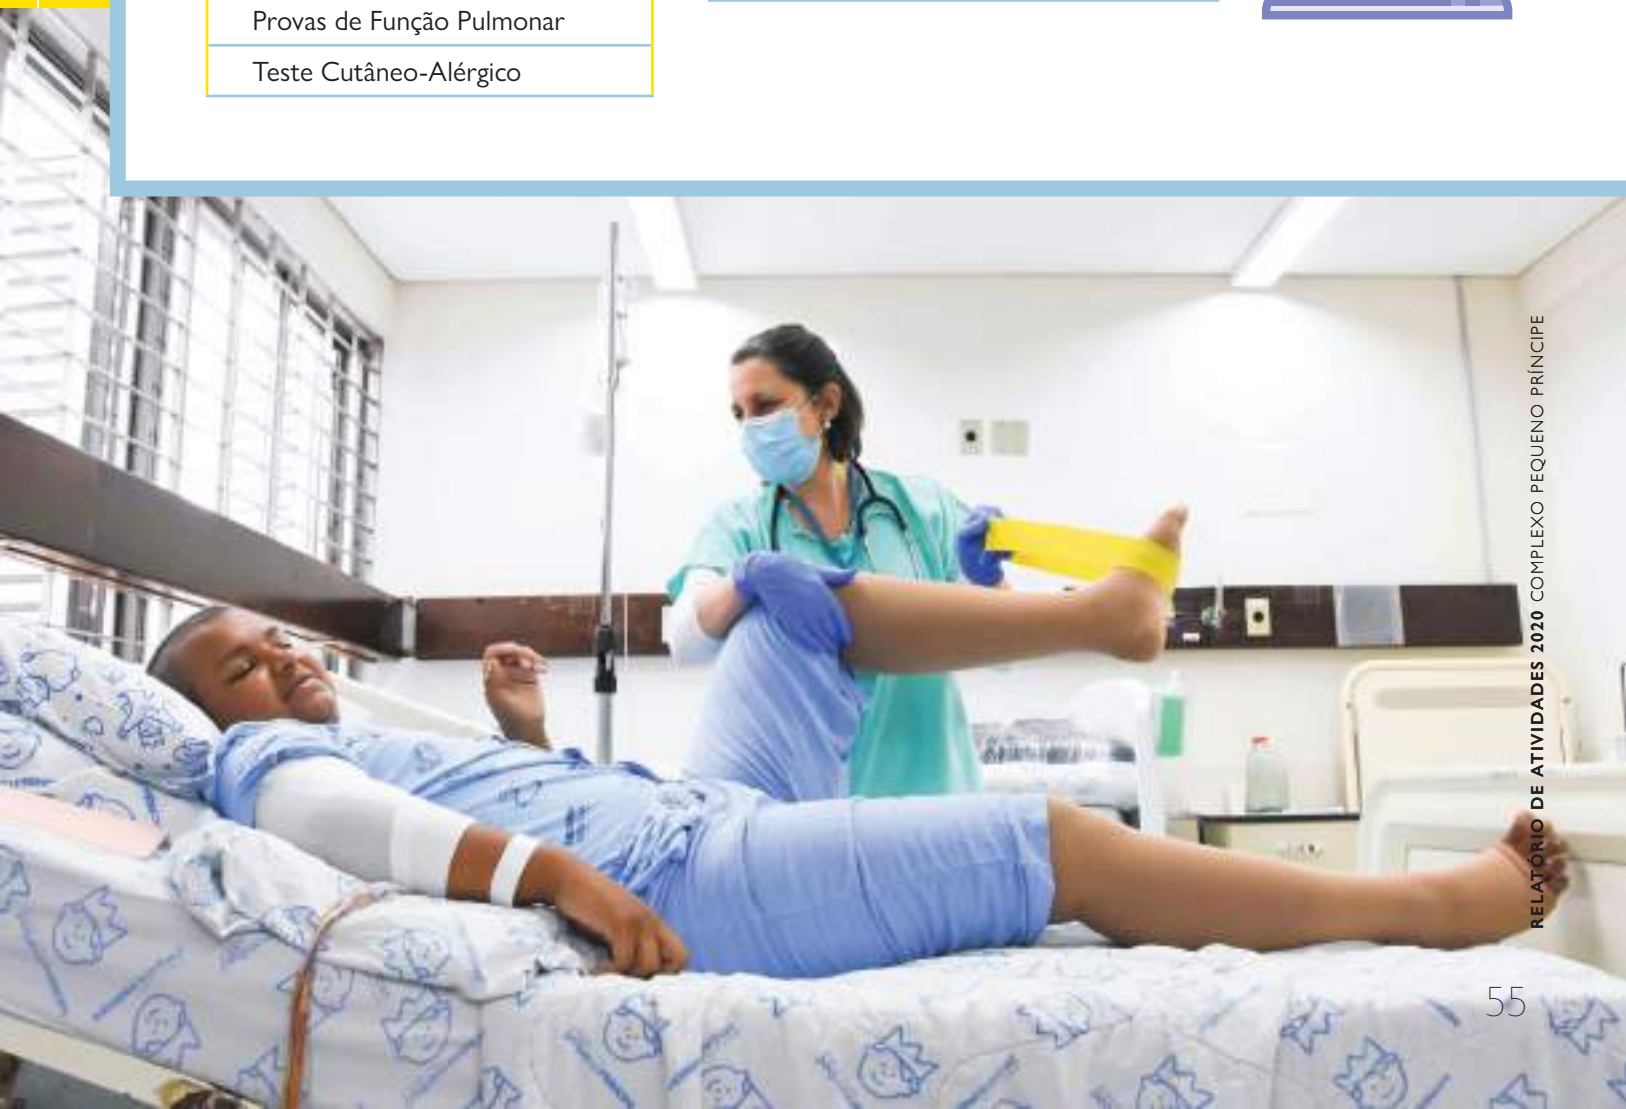 Provas de Função Pulmonar
Teste Cutâneo-Alérgico
RELATÓRIO DE ATIVIDADES 2020 COMPLEXO PEQUENO PRÍNCIPE
55